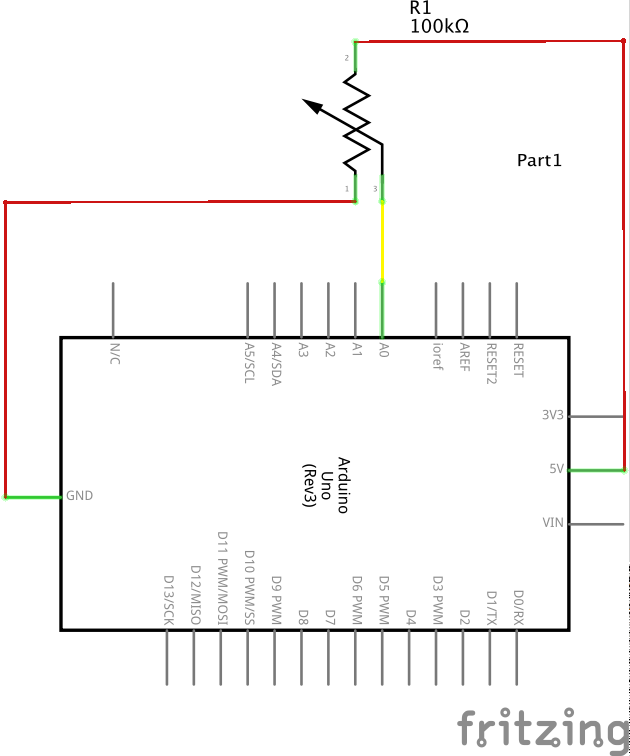 R1
100kΩ
2
Part1
1
3
N/C
A5/SCL
A4/SDA
A3
A2
A1
A0
ioref
AREF
RESET2
RESET
3V3
5V
VIN
GND
Arduino
Uno
(Rev3)
D13/SCK
D12/MISO
D11 PWM/MOSI
D10 PWM/SS
D9 PWM
D8
D7
D6 PWM
D5 PWM
D4
D3 PWM
D2
D1/TX
D0/RX
fritzing